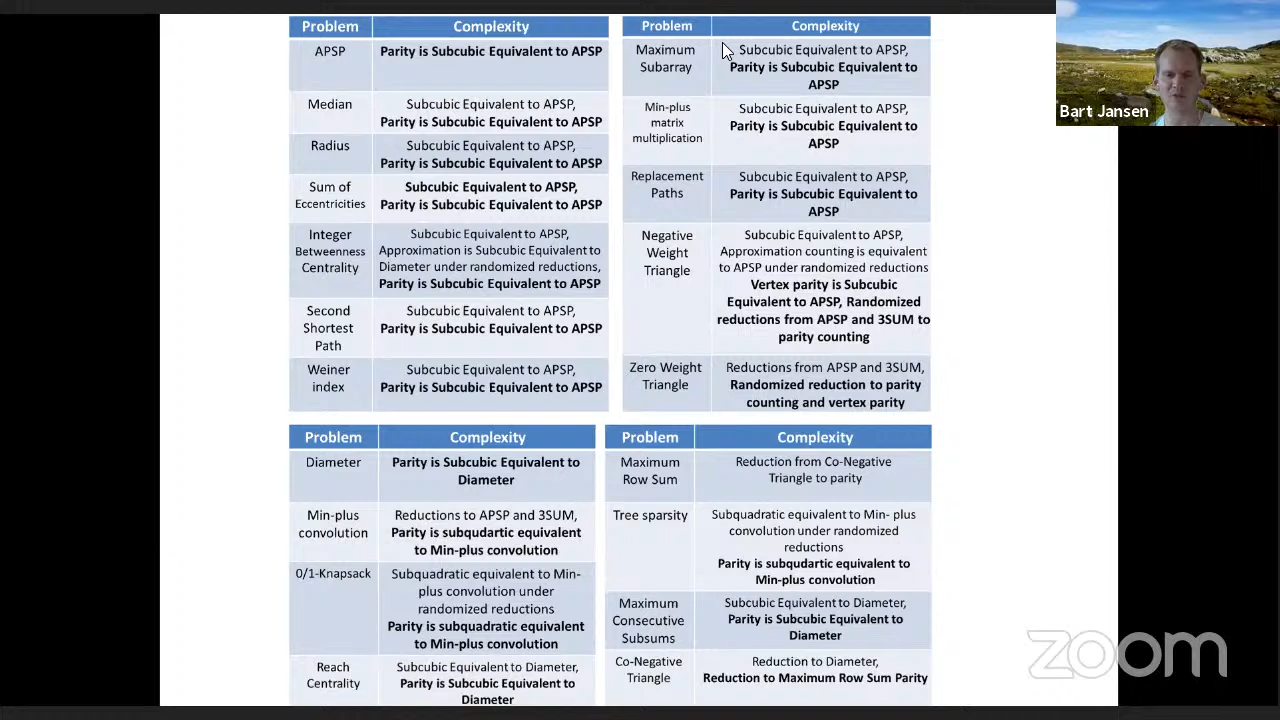 Problem Complexity
APSP Parity is Subcubic Equivalent to APSP
Median Subcubic Equivalent to APSP,
Parity is Subcubic Equivalent to APSP
Radius Subcubic Equivalent to APSP,
Parity is Subcubic Equivalent to APSP
Sum of Subcubic Equivalent to APSP,
Eccentricities Parity is Subcubic Equivalent to APSP
Integer Subcubic Equivalent to APSP,
Betweenness Approximation is Subcubic Equivalent to
Centrality Diameter under randomized reductions,
Parity is Subcubic Equivalent to APSP
Second Subcubic Equivalent to APSP,
Shortest Parity is Subcubic Equivalent to APSP
Path
Weiner Subcubic Equivalent to APSP,
index Parity is Subcubic Equivalent to APSP
Problem Complexity
Maximum Subcubic Equivalent to APSP,
Subarray Parity is Subcubic Equivalent to
APSP
Min-plus Subcubic Equivalent to APSP,
matrix Parity is Subcubic Equivalent to
multiplication APSP
Replacement Subcubic Equivalent to APSP,
Paths Parity is Subcubic Equivalent to
APSP
Negative Subcubic Equivalent to APSP,
Weight Approximation counting is equivalent
Triangle to APSP under randomized reductions
Vertex parity is Subcubic
Equivalent to APSP, Randomized
reductions from APSP and 3SUM to
parity counting
Zero Weight Reductions from APSP and 3SUM,
Triangle Randomized reduction to parity
counting and vertex parity
Problem Complexity
Diameter Parity is Subcubic Equivalent to
Diameter
Min-plus Reductions to APSP and 3SUM,
convolution Parity is subqudartic equivalent
to Min-plus convolution
0/1-Knapsack Subquadratic equivalent to Min-
plus convolution under
randomized reductions
Parity is subquadratic equivalent
to Min-plus convolution
Reach Subcubic Equivalent to Diameter,
Centrality Parity is Subcubic Equivalent to
Diameter
Problem Complexity
Maximum Reduction from Co-Negative
Row Sum Triangle to parity
Tree sparsity Subquadratic equivalent to Min- plus
convolution under randomized
reductions
Parity is subqudartic equivalent to
Min-plus convolution
Maximum Subcubic Equivalent to Diameter,
Consecutive Parity is Subcubic Equivalent to
Subsums Diameter
Co-Negative Reduction to Diameter,
Triangle Reduction to Maximum Row Sum Parity
Bart Jansen
zoom